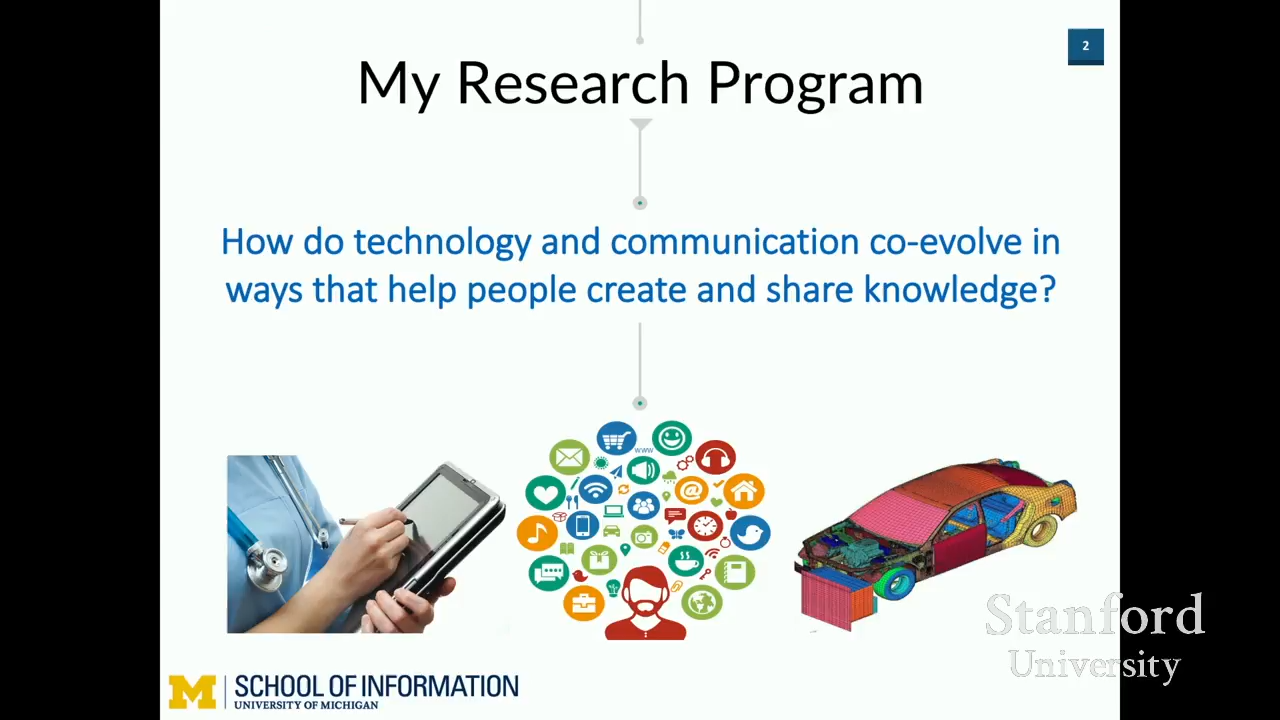 2
My Research Program
How do technology and communication co-evolve in
ways that help people create and share knowledge?
www
@
Stanford
University
M
SCHOOL OF INFORMATION
UNIVERSITY OF MICHIGAN